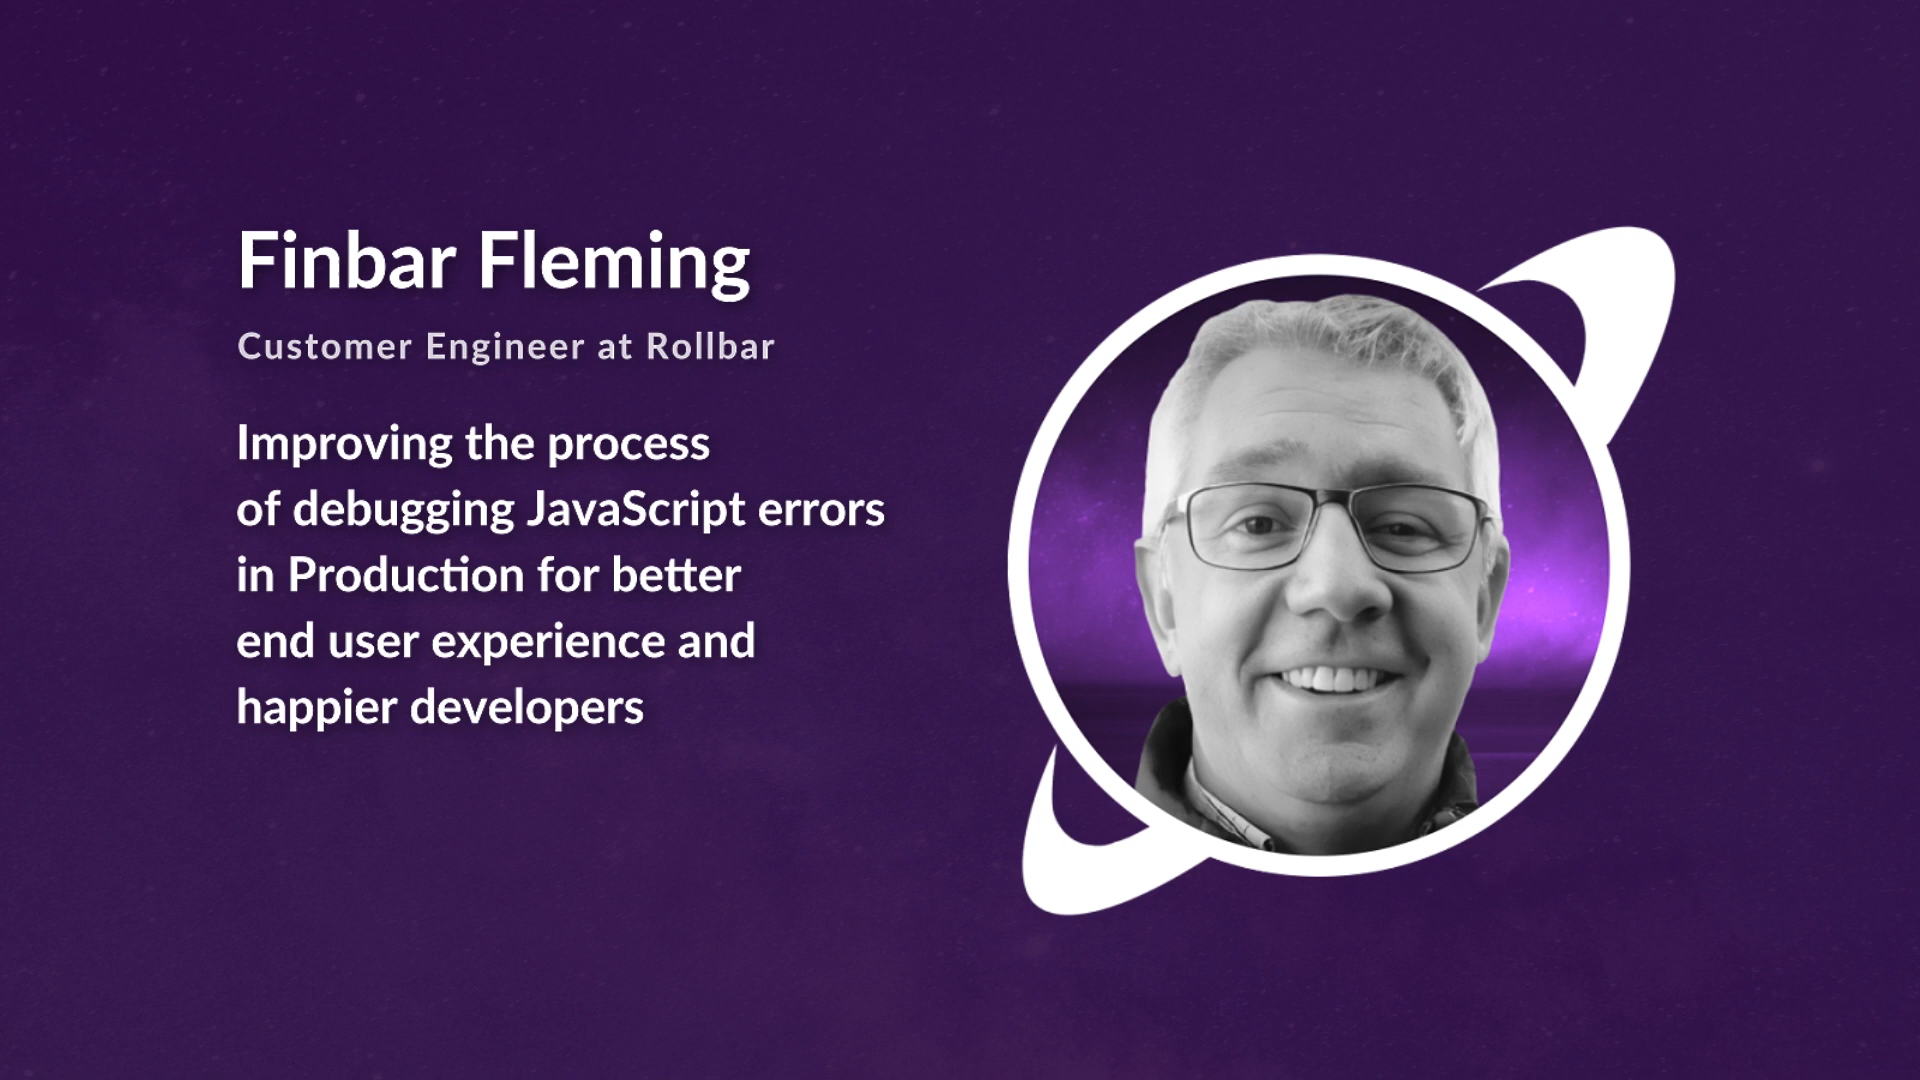 Finbar Fleming
Customer Engineer at Rollbar
Improving the process
of debugging JavaScript errors
in Production for better
end user experience and
happier developers